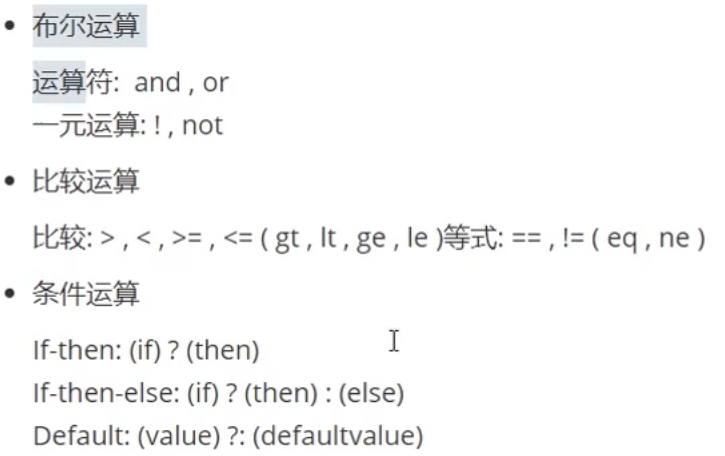 布尔运算
运算符: and , or
一元运算: ! , not
比较运算
比较: > , < , >= , <= ( gt , lt , ge , le )等式: == , != ( eq , ne )
条件运算
If-then: (if) ? (then)
If-then-else: (if) ? (then) : (else)
Default: (value) ?: (defaultvalue)